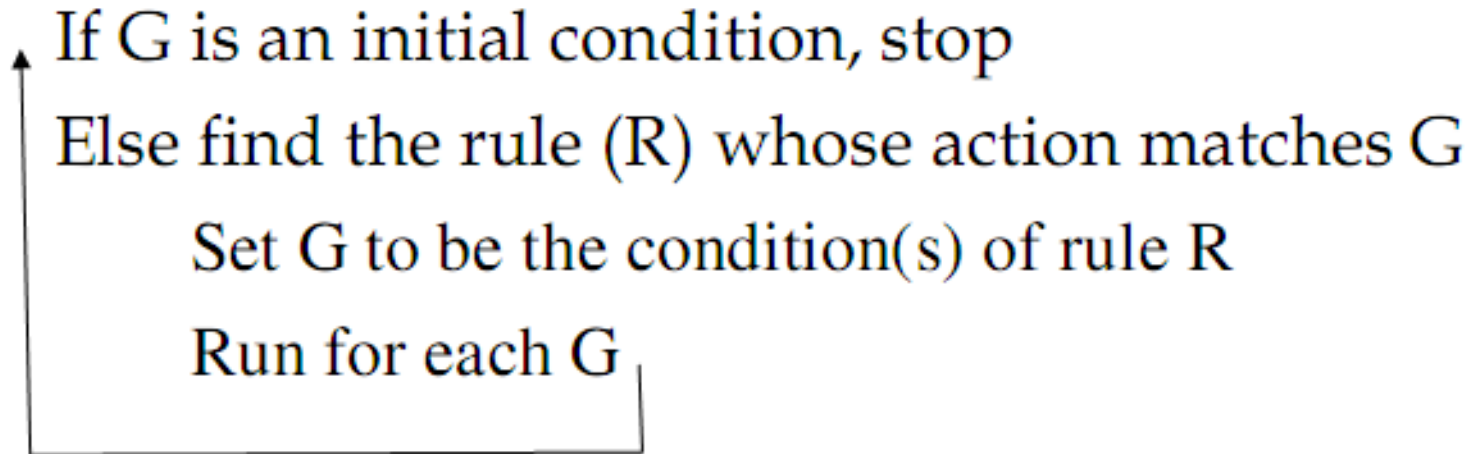 If G is an initial condition, stop
Else find the rule (R) whose action matches G
Set G to be the condition(s) of rule R
Run for each G